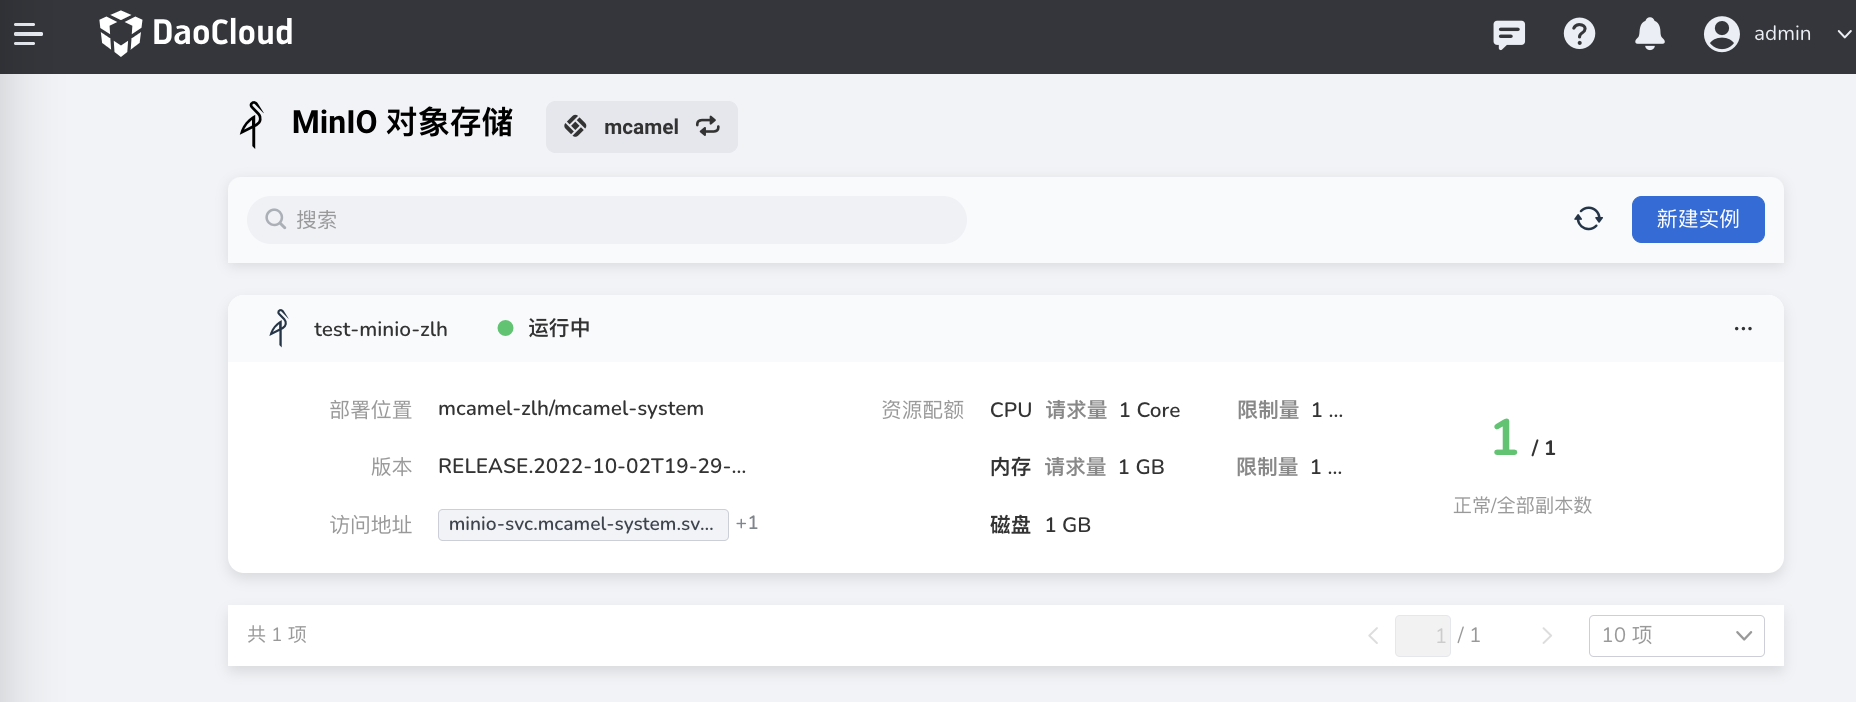 DaoCloud
admin
MinIO 对象存储
mcamel
搜索
新建实例
test-minio-zlh
运行中
部署位置 mcamel-zlh/mcamel-system
资源配额 CPU 请求量 1 Core 限制量 1 ...
版本 RELEASE.2022-10-02T19-29-...
内存 请求量 1 GB 限制量 1 ...
1 / 1
正常/全部副本数
访问地址 minio-svc.mcamel-system.sv... +1
磁盘 1 GB
共 1 项
1 / 1
10 项